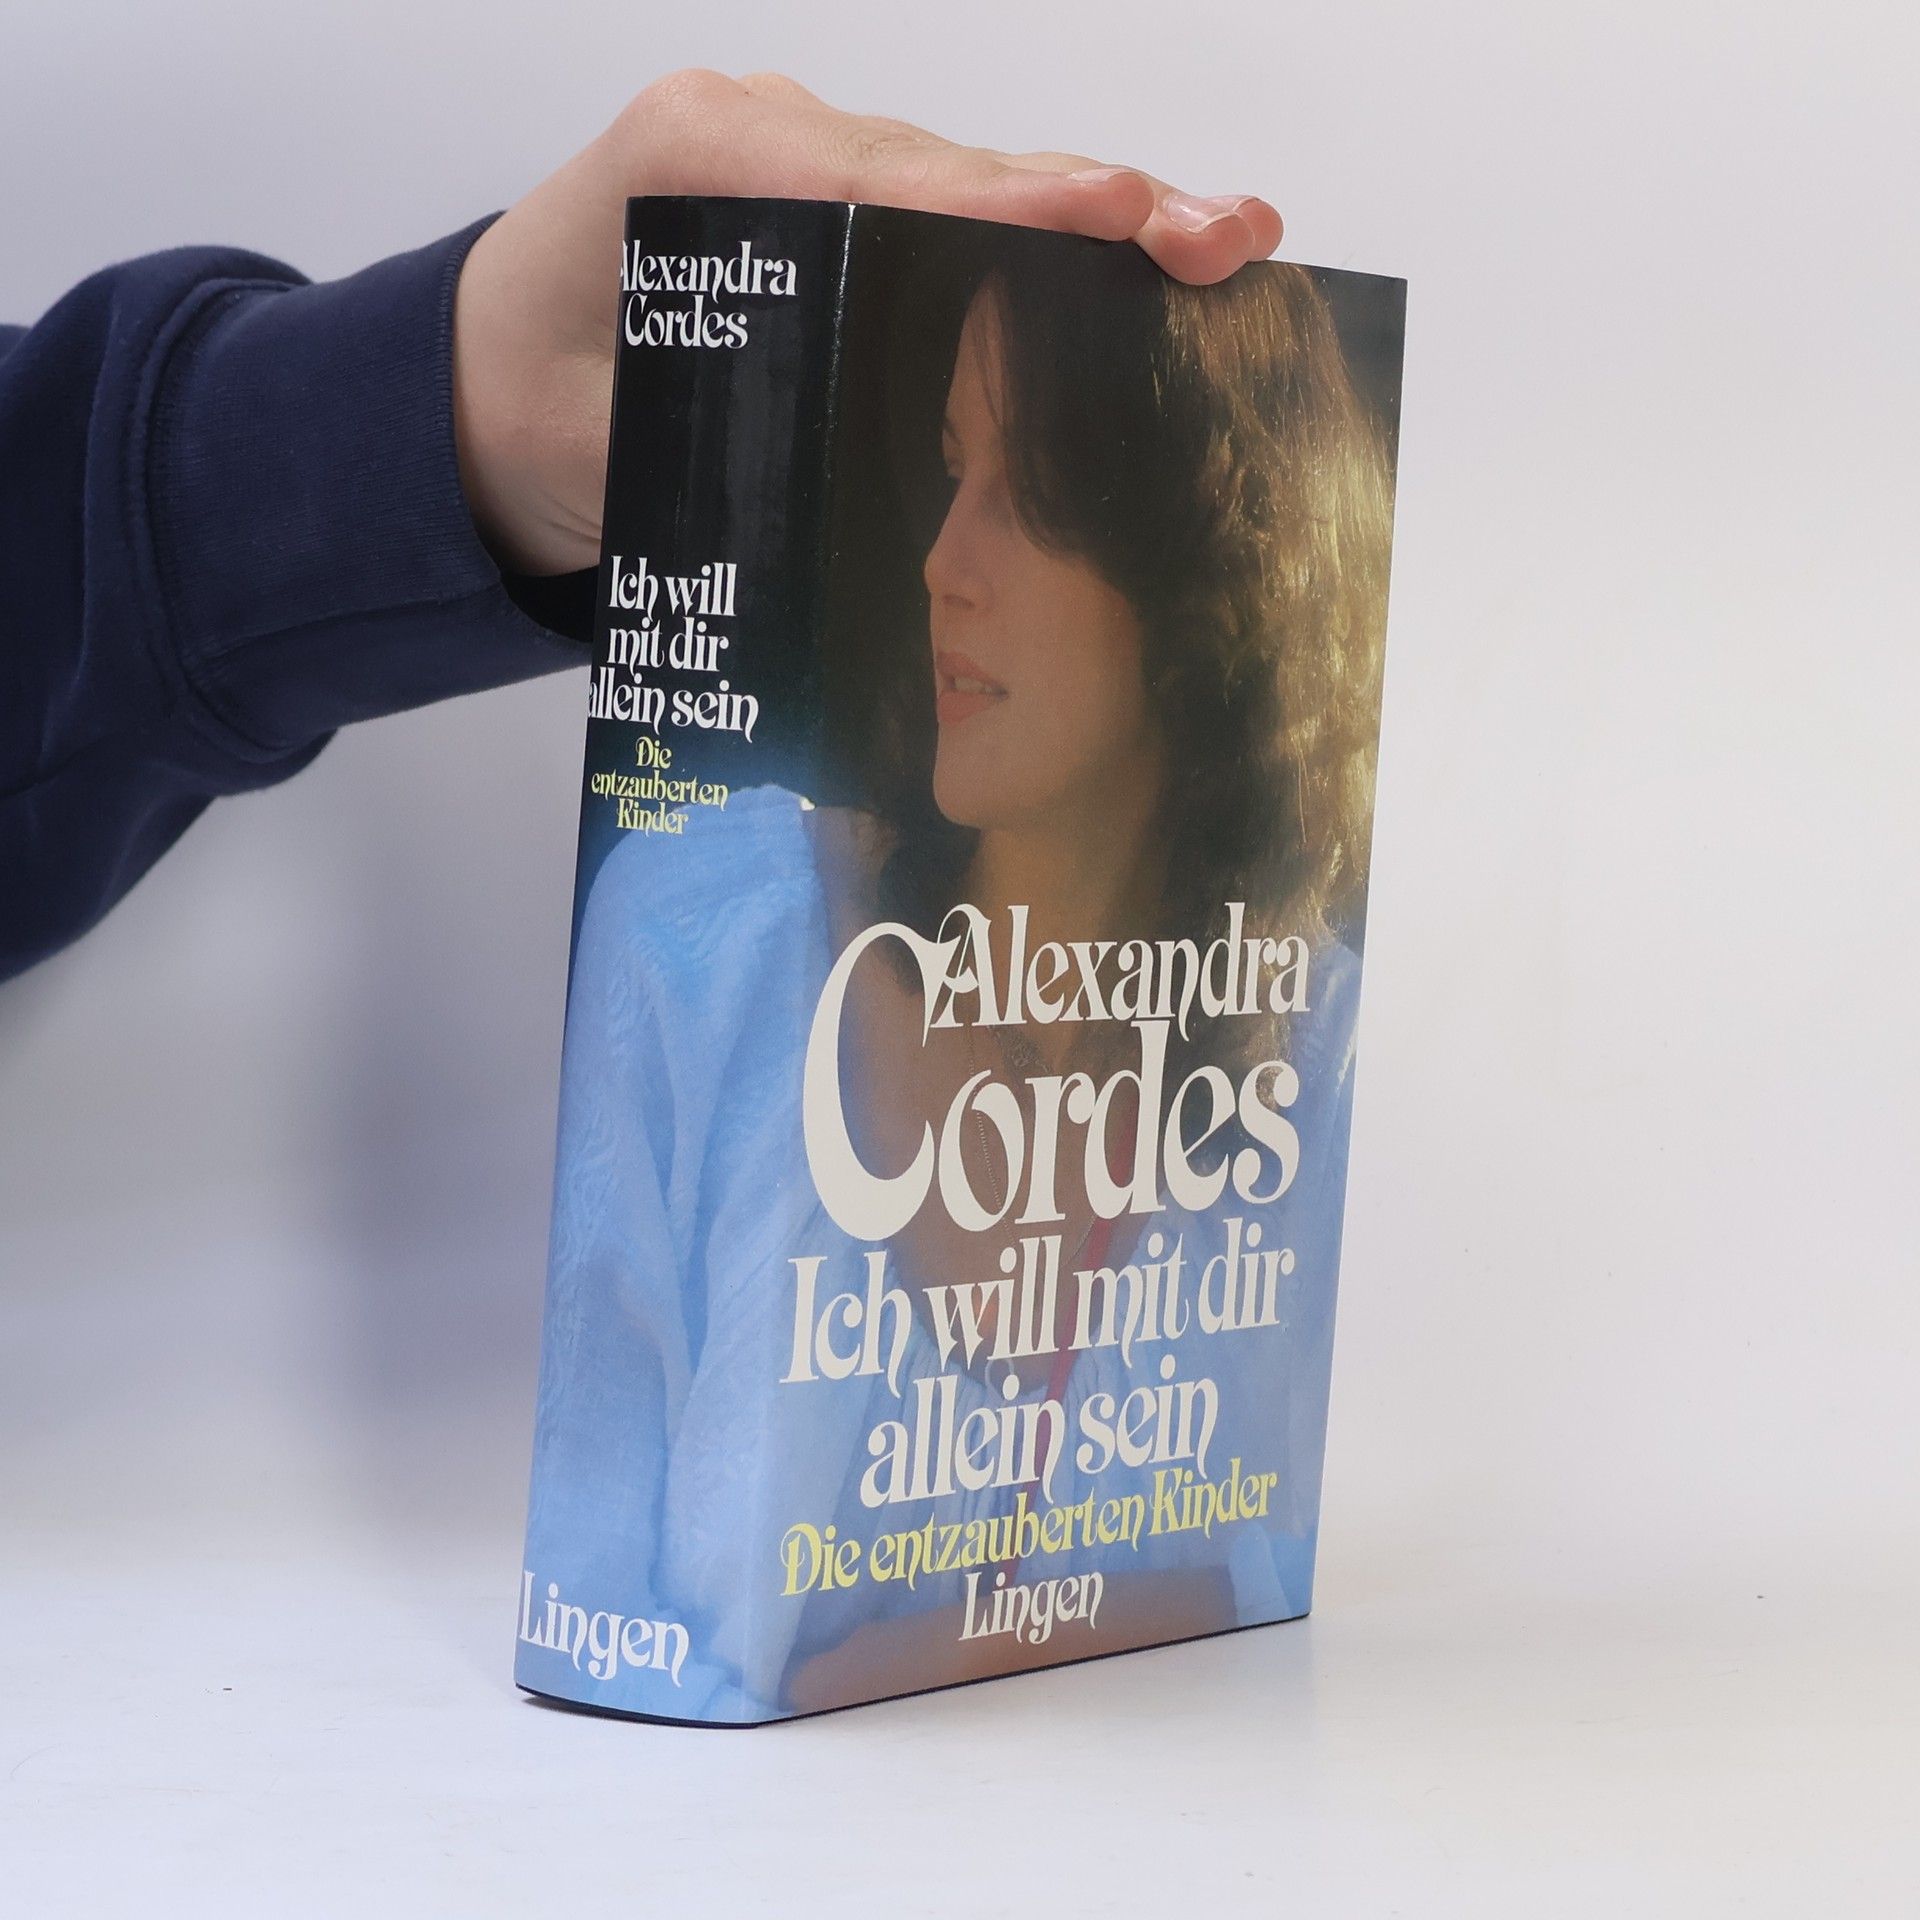 Alexandra
Cordes
Ich will
mit dir
allein sein
Die
entzauberten
Kinder
Lingen
Alexandra
Cordes
Ich will mit dir
allein sein
Die entzauberten Kinder
Lingen